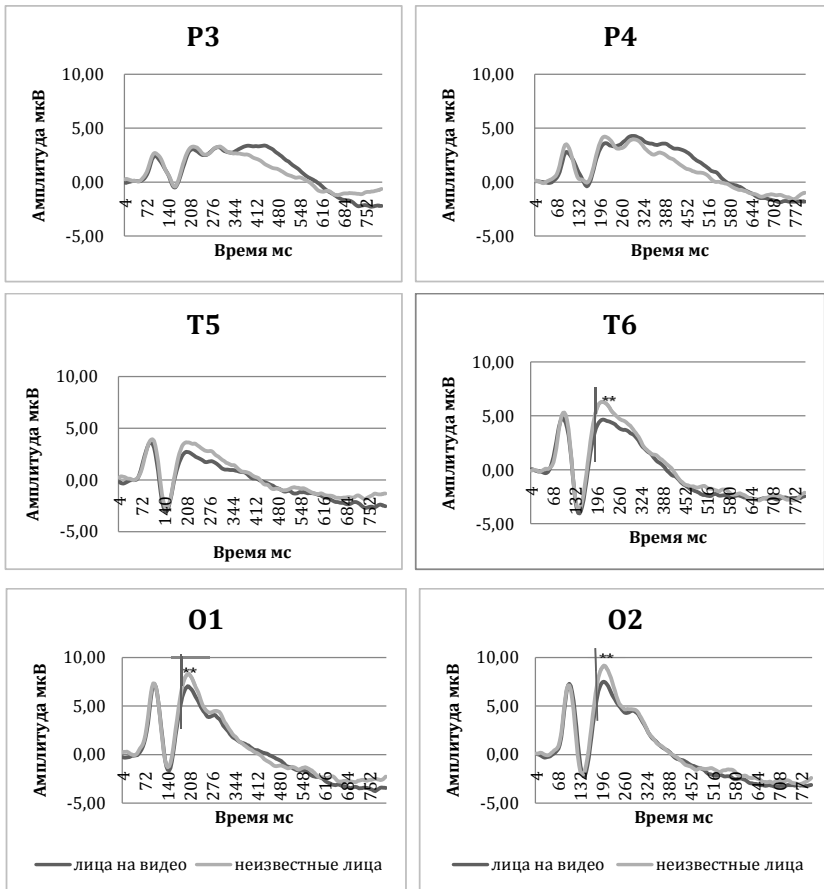 P3
10,00
5,00
0,00
-5,00
Амплитуда мкВ
4 72 140 208 276 344 412 480 548 616 684 752
Время мс
P4
10,00
5,00
0,00
-5,00
Амплитуда мкВ
4 68 132 196 260 324 388 452 516 580 644 708 772
Время мс
T5
10,00
5,00
0,00
-5,00
Амплитуда мкВ
4 72 140 208 276 344 412 480 548 616 684 752
Время мс
T6
10,00
5,00
0,00
-5,00
Амплитуда мкВ
**
4 68 132 196 260 324 388 452 516 580 644 708 772
Время мс
O1
10,00
5,00
0,00
-5,00
Амплитуда мкВ
**
4 72 140 208 276 344 412 480 548 616 684 752
Время мс
лица на видео неизвестные лица
O2
10,00
5,00
0,00
-5,00
Амплитуда мкВ
**
4 68 132 196 260 324 388 452 516 580 644 708 772
Время мс
лица на видео неизвестные лица